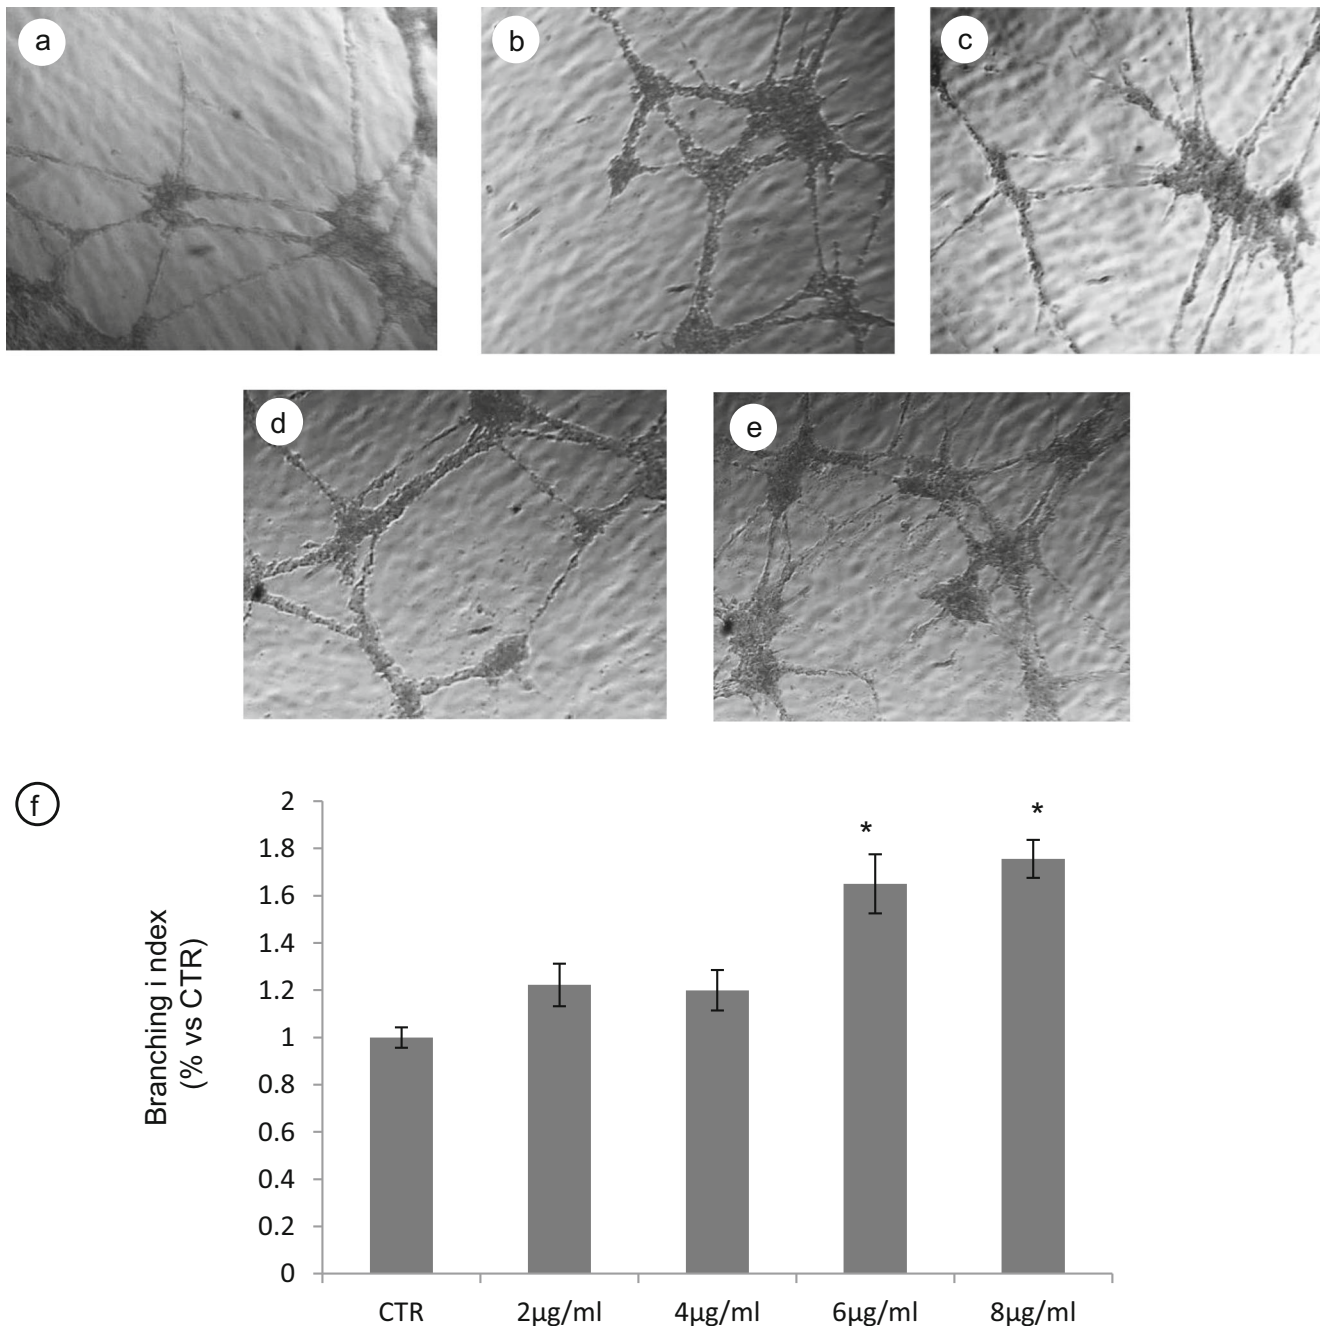 a
b
c
d
e
f
Branching i ndex
(% vs CTR)
2
1.8
1.6
1.4
1.2
1
0.8
0.6
0.4
0.2
0
*
*
CTR
2µg/ml
4µg/ml
6µg/ml
8µg/ml